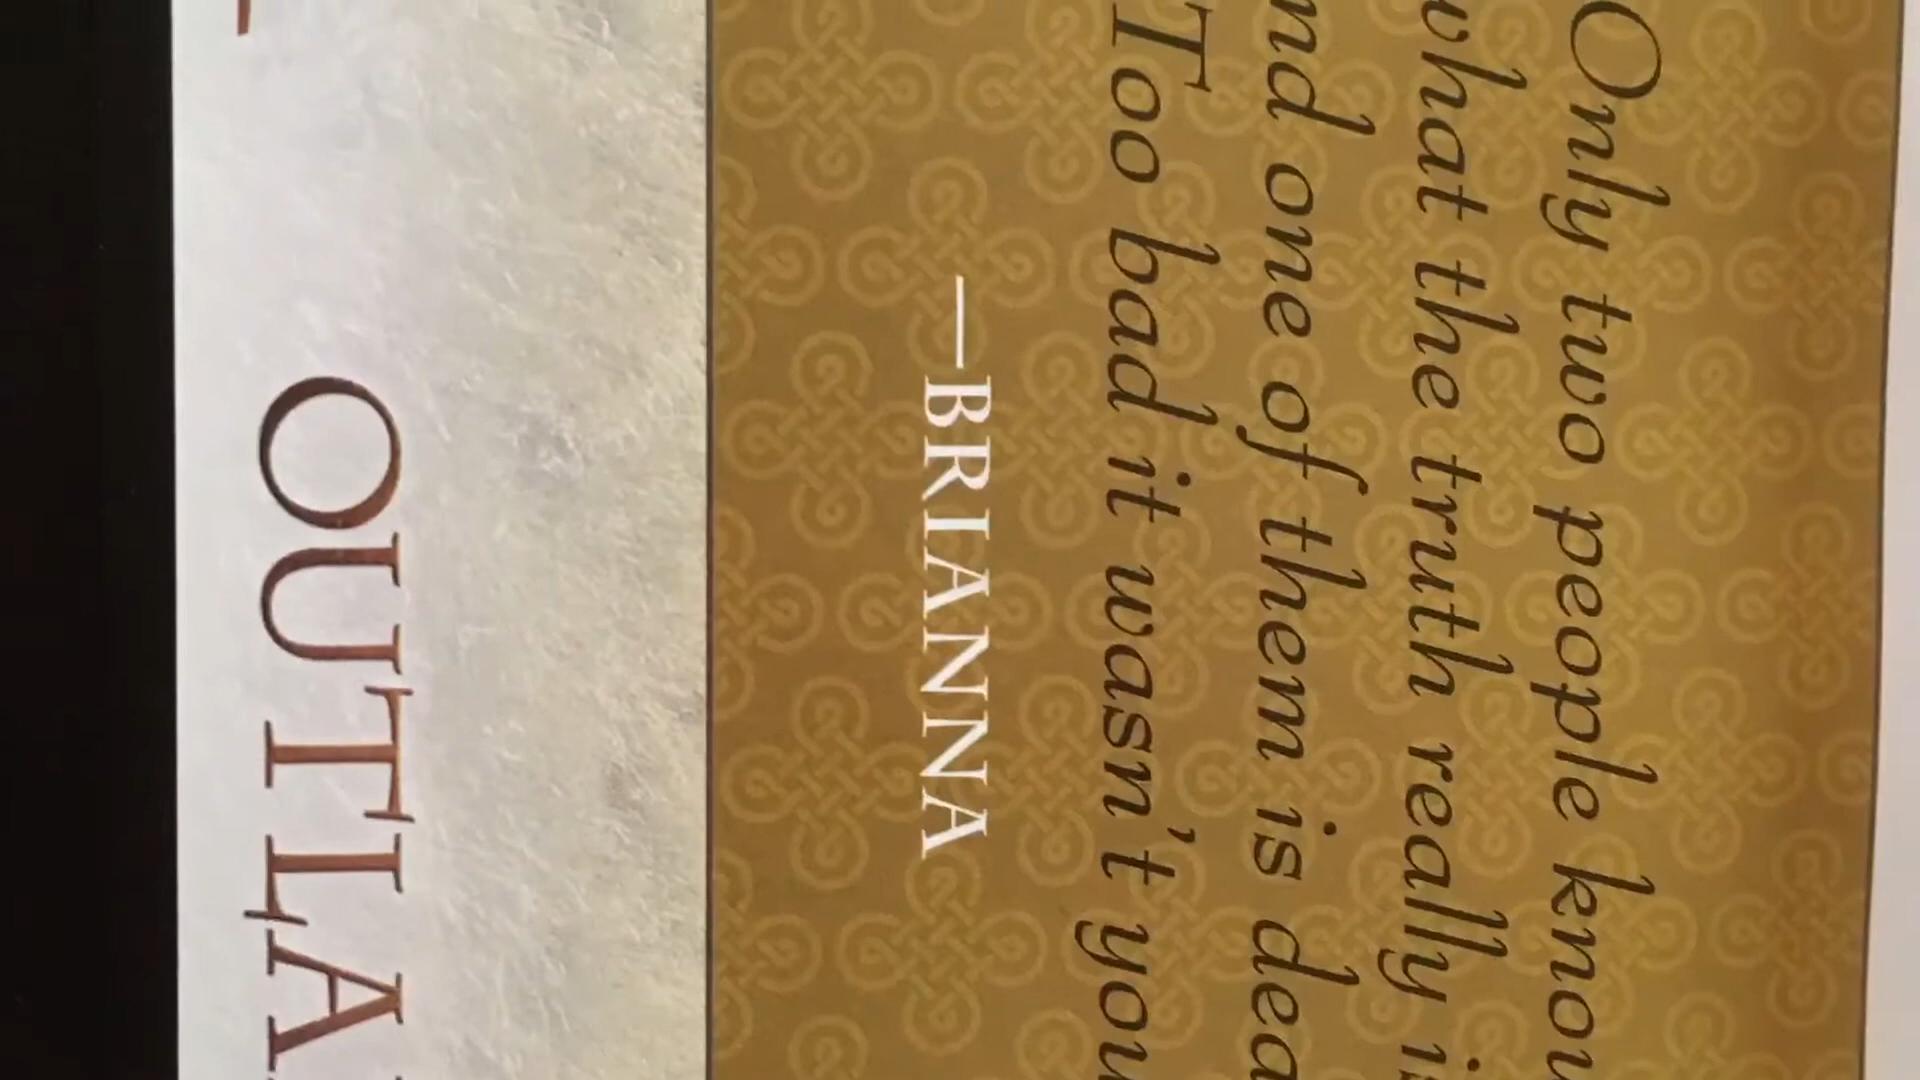 Only two people know
what the truth really is
and one of them is dea
Too bad it wasn't you
—BRIANNA
OUTLA